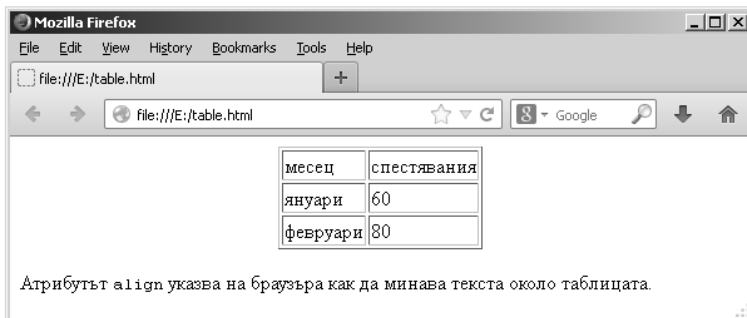 Mozilla Firefox
File Edit View History Bookmarks Tools Help
file:///E:/table.html
file:///E:/table.html Google
месец спестявания
януари 60
февруари 80
Атрибутът align указва на браузъра как да минава текста около таблицата.